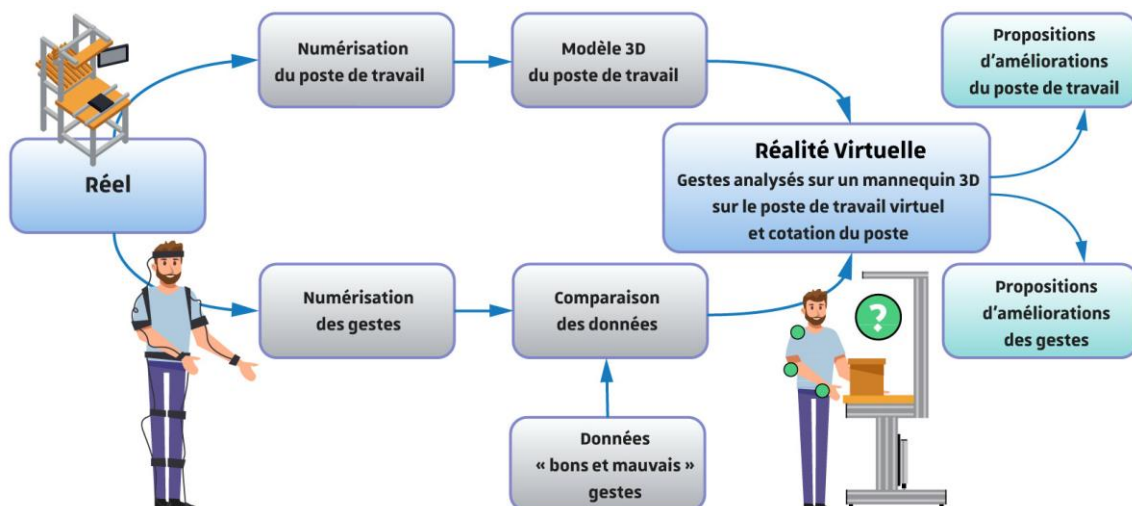 Réel
Numérisation
du poste de travail
Modèle 3D
du poste de travail
Numérisation
des gestes
Comparaison
des données
Données
« bons et mauvais »
gestes
Réalité Virtuelle
Gestes analysés sur un mannequin 3D
sur le poste de travail virtuel
et cotation du poste
?
Propositions
d'améliorations
du poste de travail
Propositions
d'améliorations
des gestes